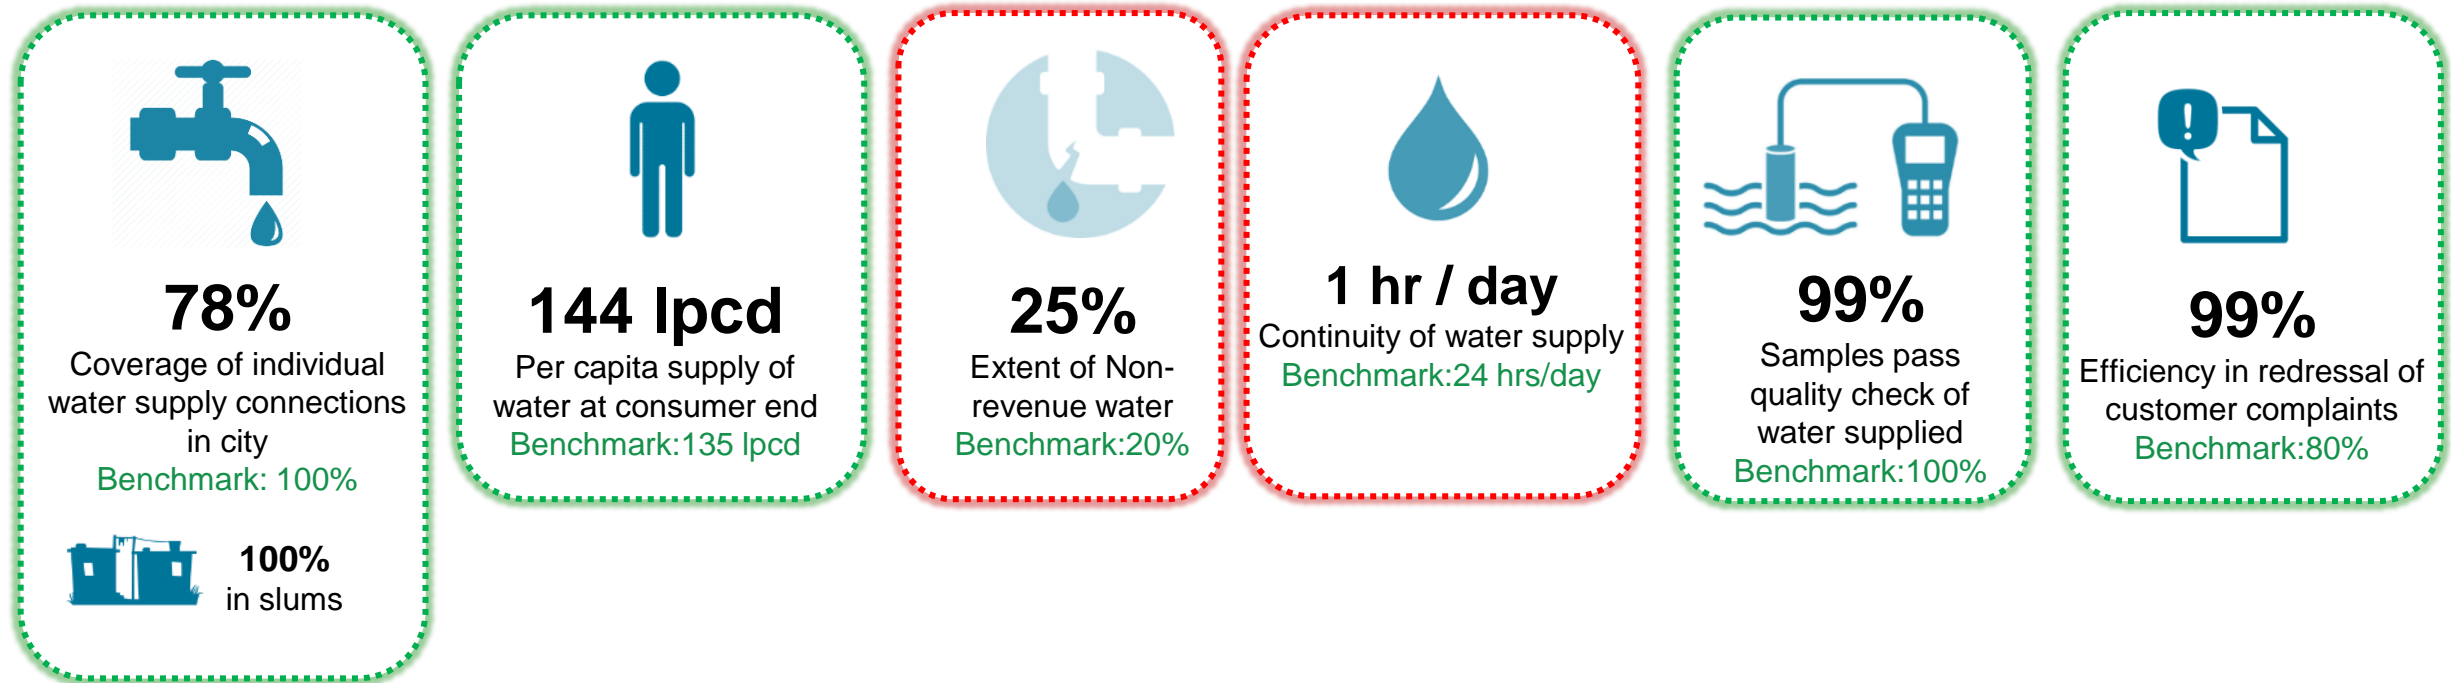 78%
Coverage of individual
water supply connections
in city
Benchmark: 100%
100%
in slums
144 lpcd
Per capita supply of
water at consumer end
Benchmark:135 lpcd
25%
Extent of Non-
revenue water
Benchmark:20%
1 hr / day
Continuity of water supply
Benchmark:24 hrs/day
99%
Samples pass
quality check of
water supplied
Benchmark:100%
!
99%
Efficiency in redressal of
customer complaints
Benchmark:80%